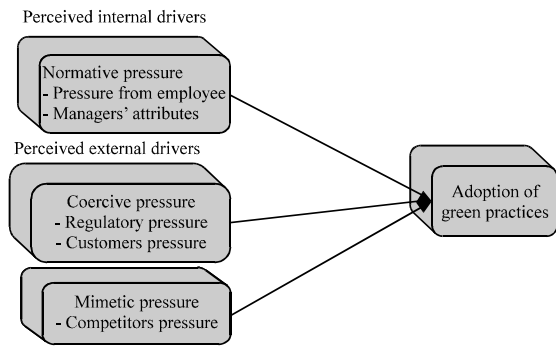 Perceived internal drivers
Normative pressure
- Pressure from employee
- Managers' attributes
Perceived external drivers
Coercive pressure
- Regulatory pressure
- Customers pressure
Mimetic pressure
- Competitors pressure
Adoption of
green practices